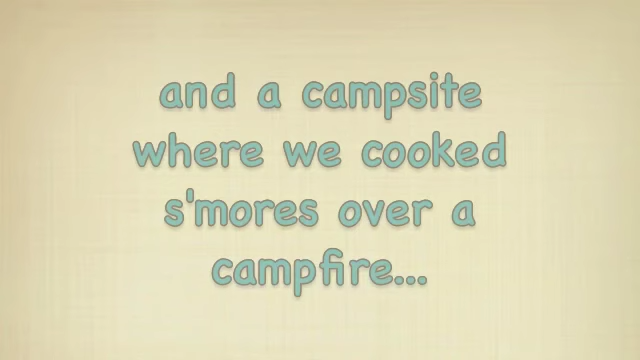 and a campsite
where we cooked
s'mores over a
campfire...